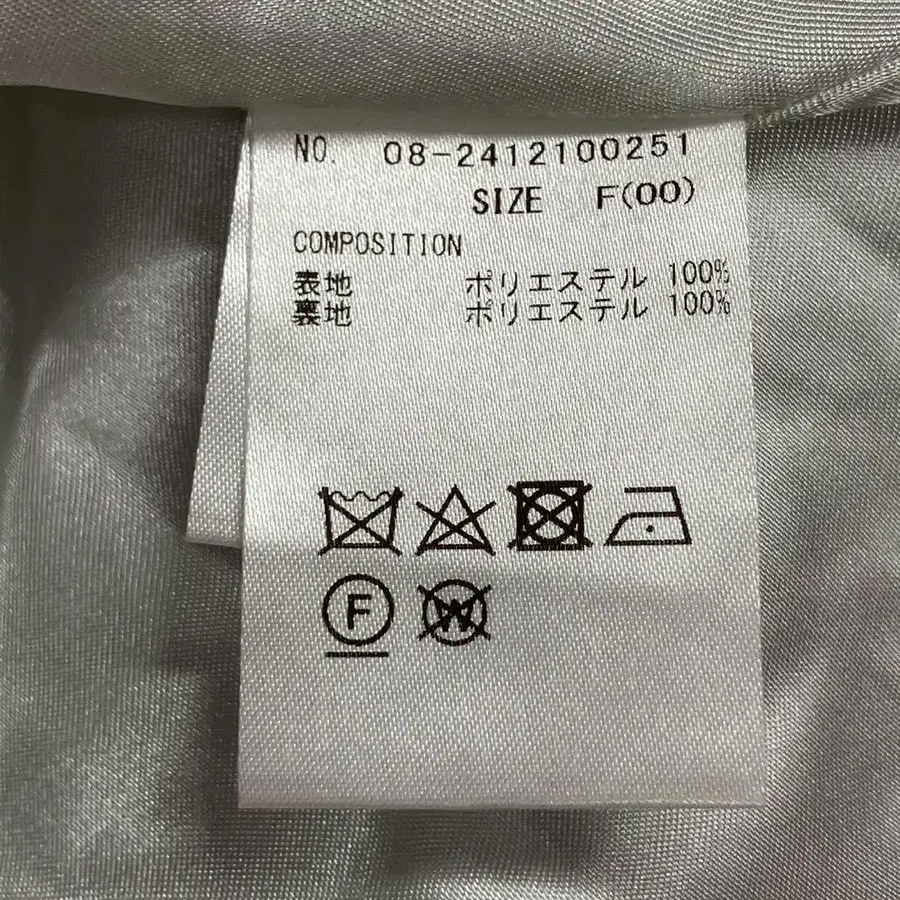 NO. 08-2412100251
SIZE F(00)
COMPOSITION
表地 ポリエステル 100%
裏地 ポリエステル 100%
F W